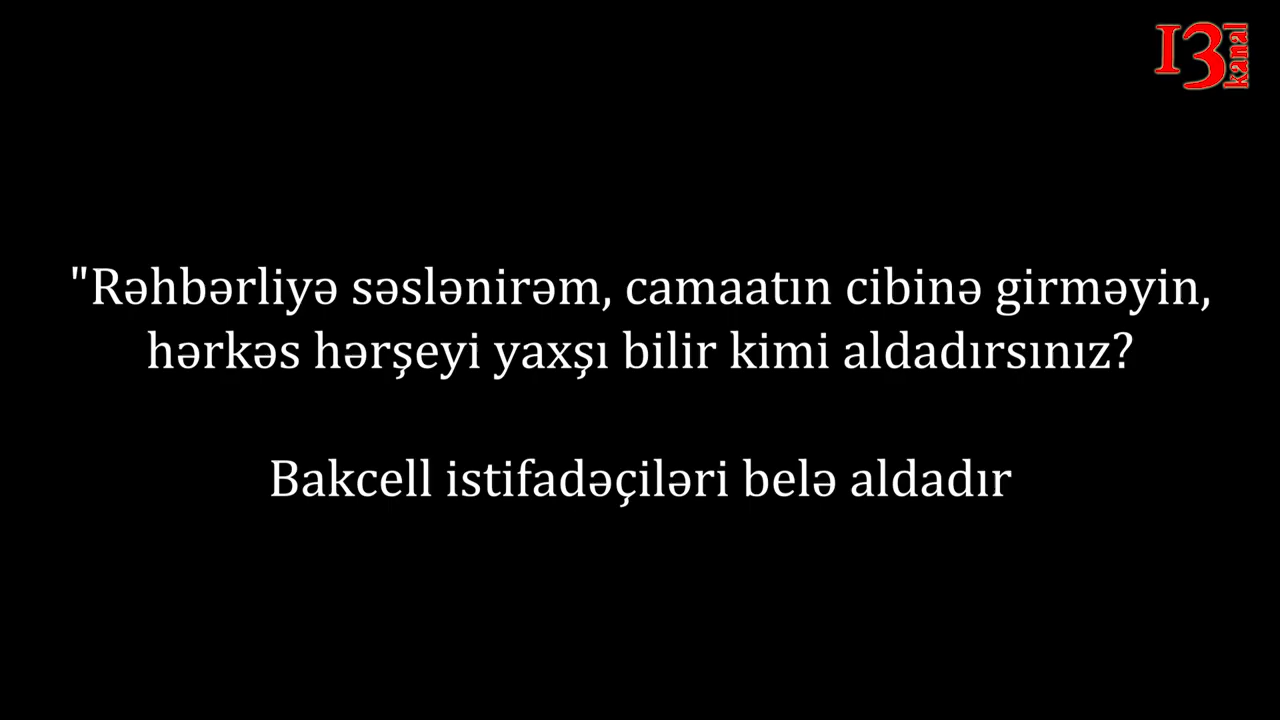 13 kanal
"Rəhbərliyə səslənirəm, camaatın cibinə girməyin,
hərkəs hərşeyi yaxşı bilir kimi aldadırsınız?
Bakcell istifadəçiləri belə aldadır